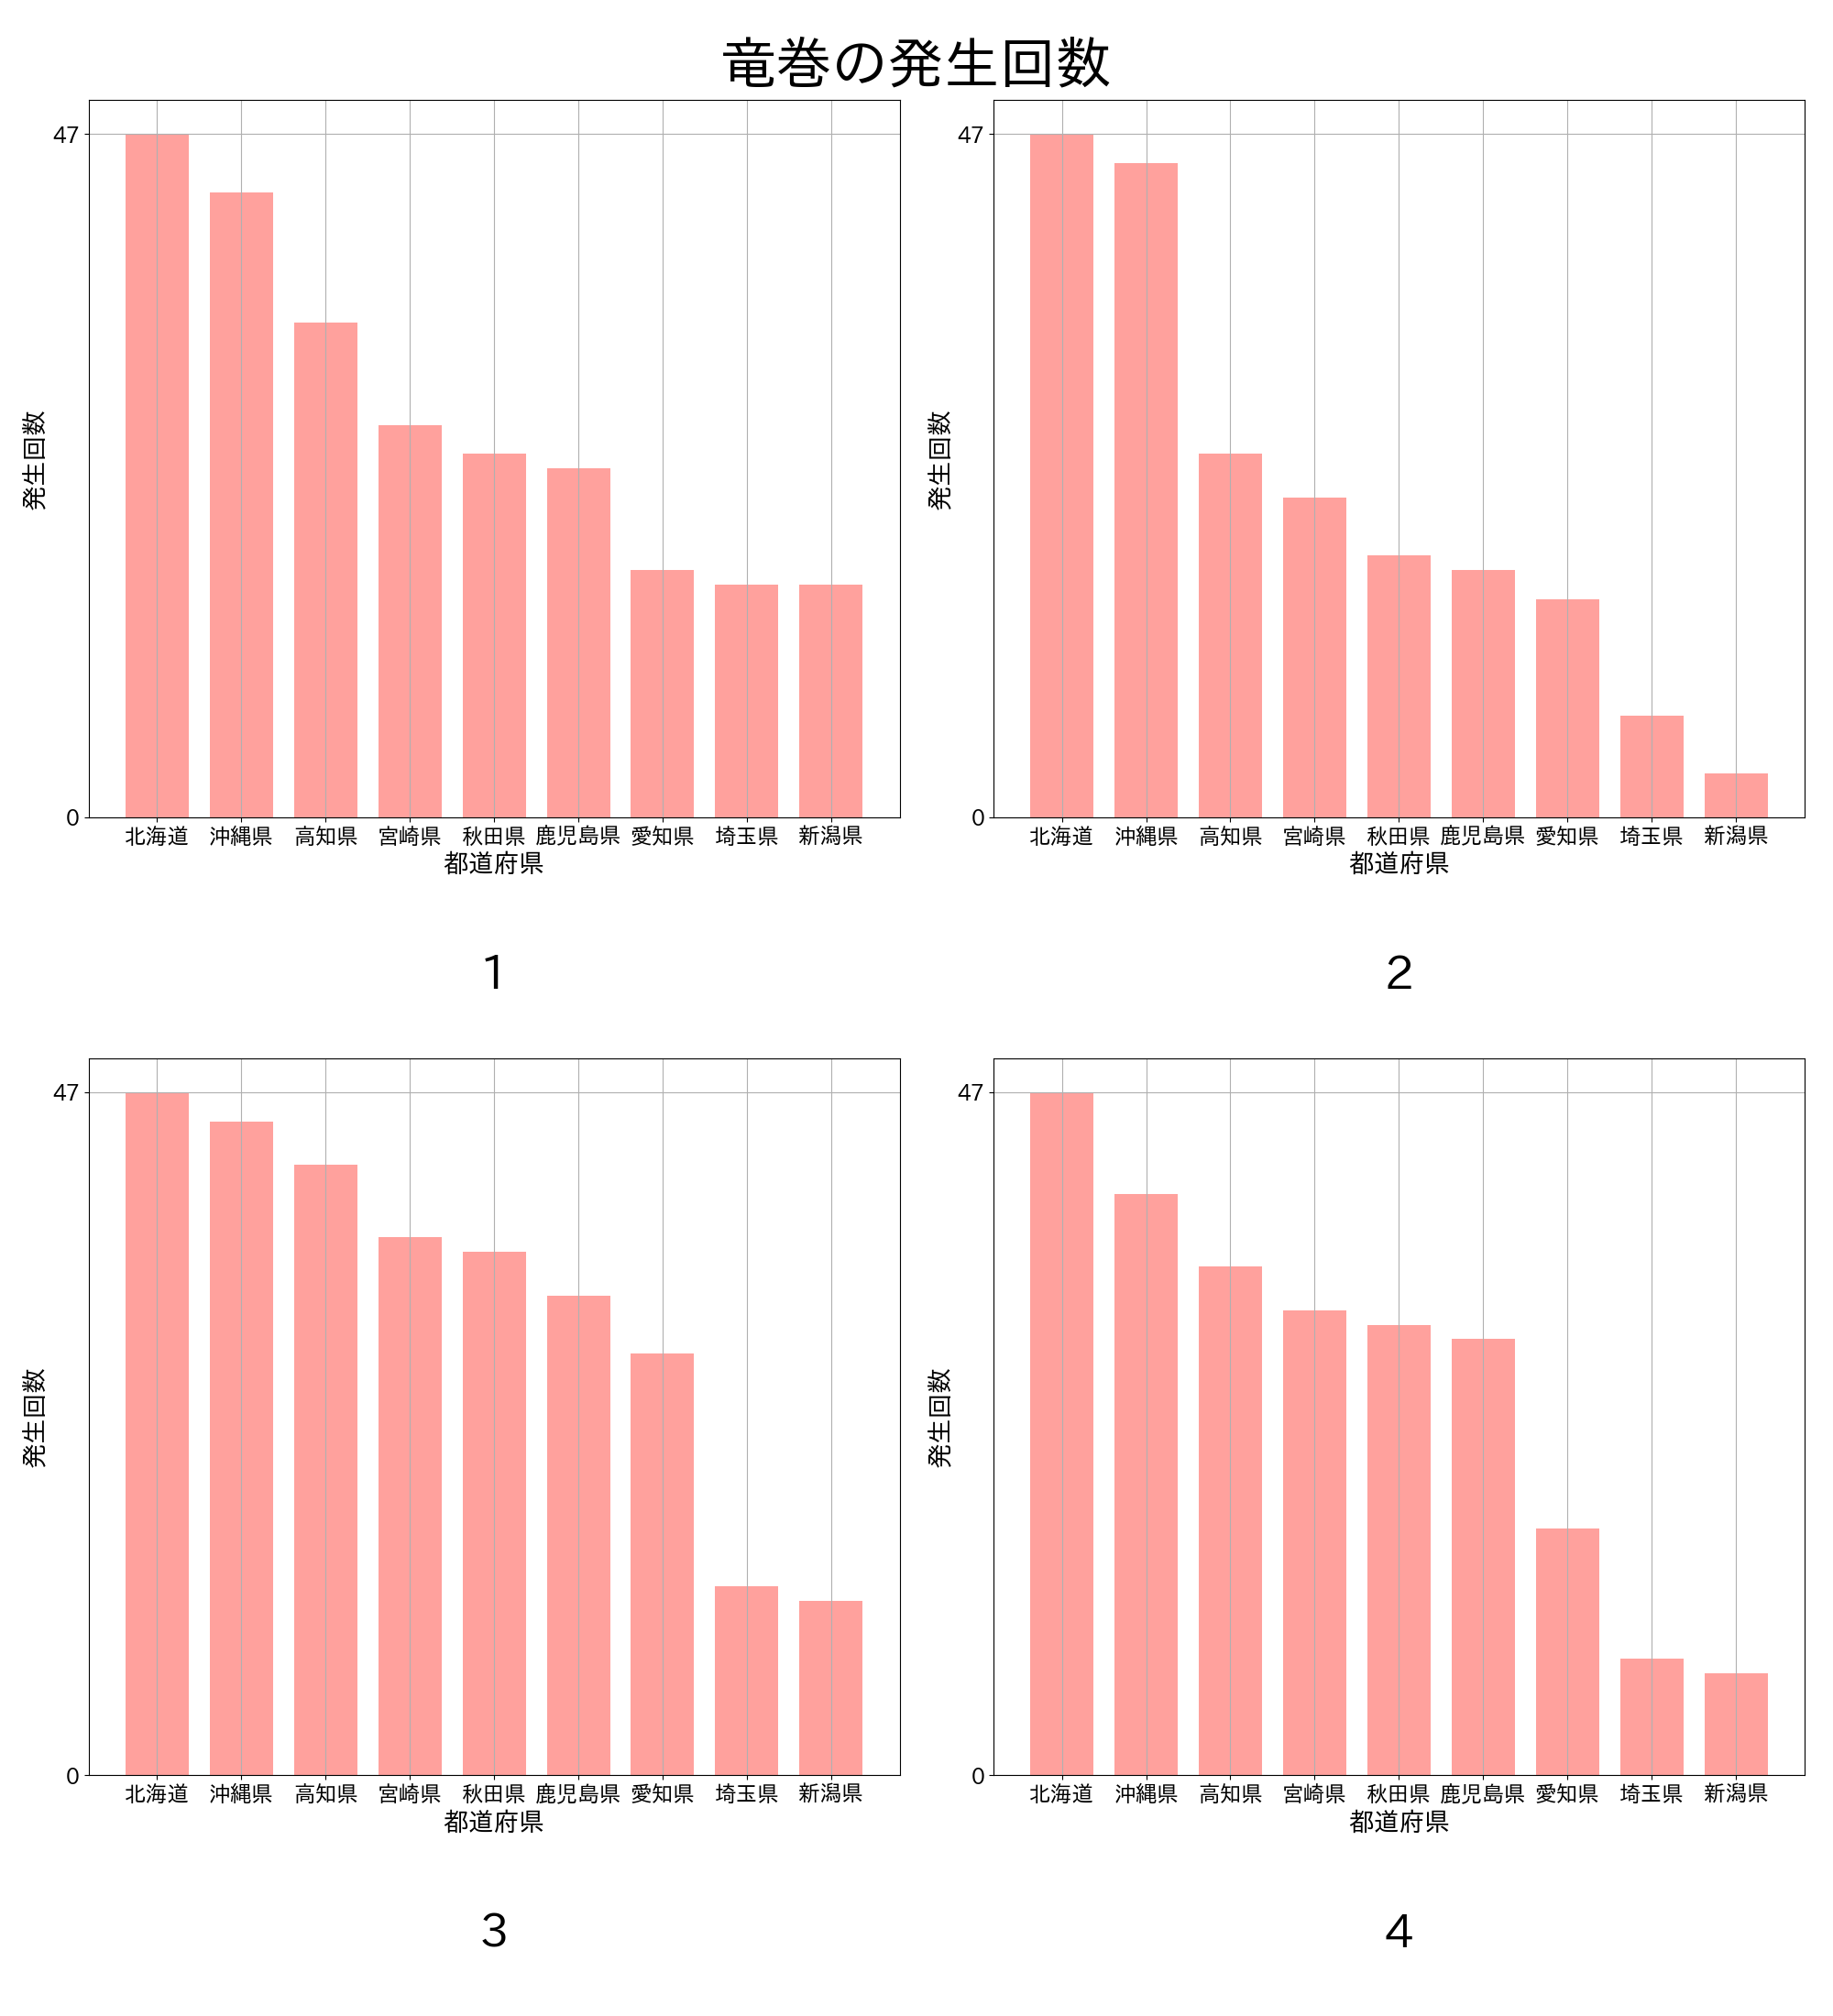 竜巻の発生回数
47
0
発生回数
北海道 沖縄県 高知県 宮崎県 秋田県 鹿児島県 愛知県 埼玉県 新潟県
都道府県
1
47
0
発生回数
北海道 沖縄県 高知県 宮崎県 秋田県 鹿児島県 愛知県 埼玉県 新潟県
都道府県
2
47
0
発生回数
北海道 沖縄県 高知県 宮崎県 秋田県 鹿児島県 愛知県 埼玉県 新潟県
都道府県
3
47
0
発生回数
北海道 沖縄県 高知県 宮崎県 秋田県 鹿児島県 愛知県 埼玉県 新潟県
都道府県
4